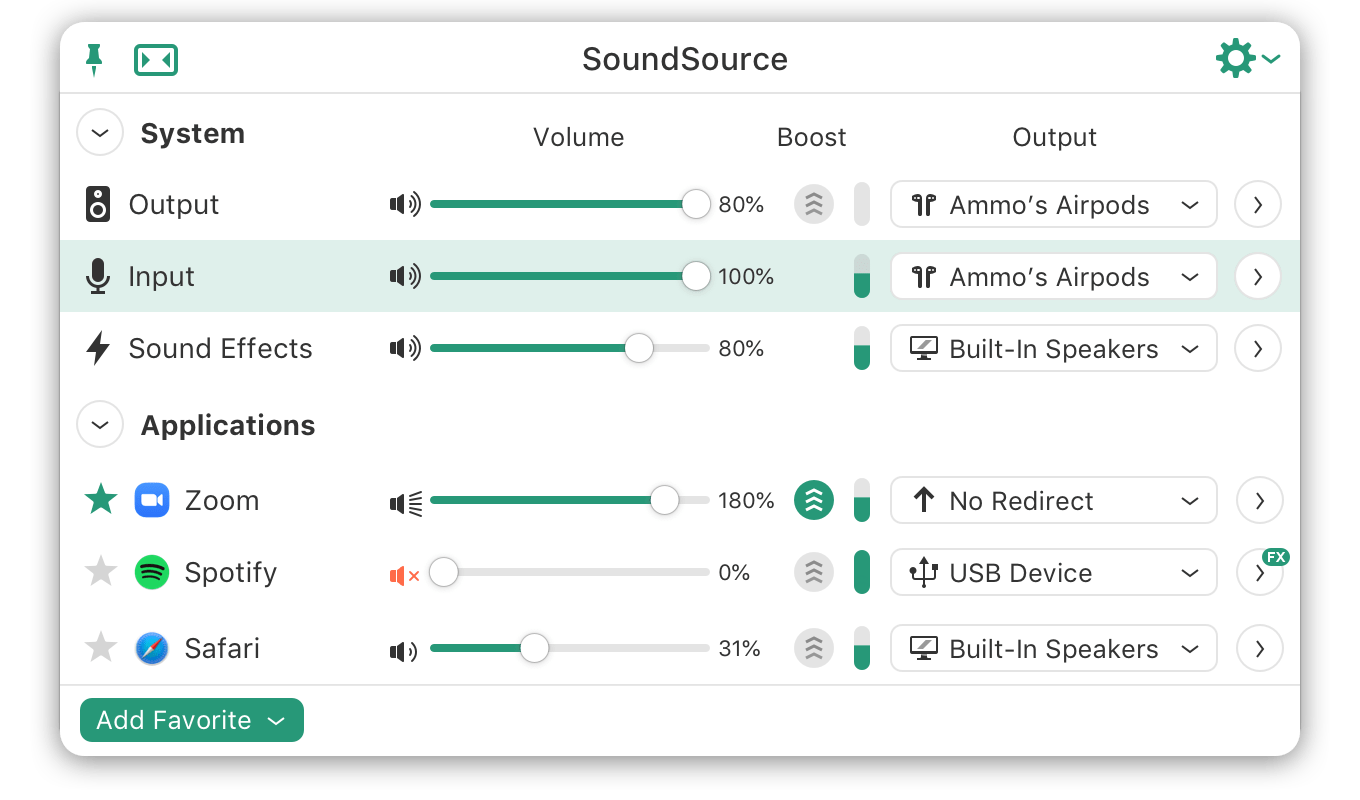 SoundSource
System Volume Boost Output
Output 80% Ammo’s Airpods
Input 100% Ammo’s Airpods
Sound Effects 80% Built-In Speakers
Applications
Zoom 180% No Redirect
Spotify 0% USB Device FX
Safari 31% Built-In Speakers
Add Favorite